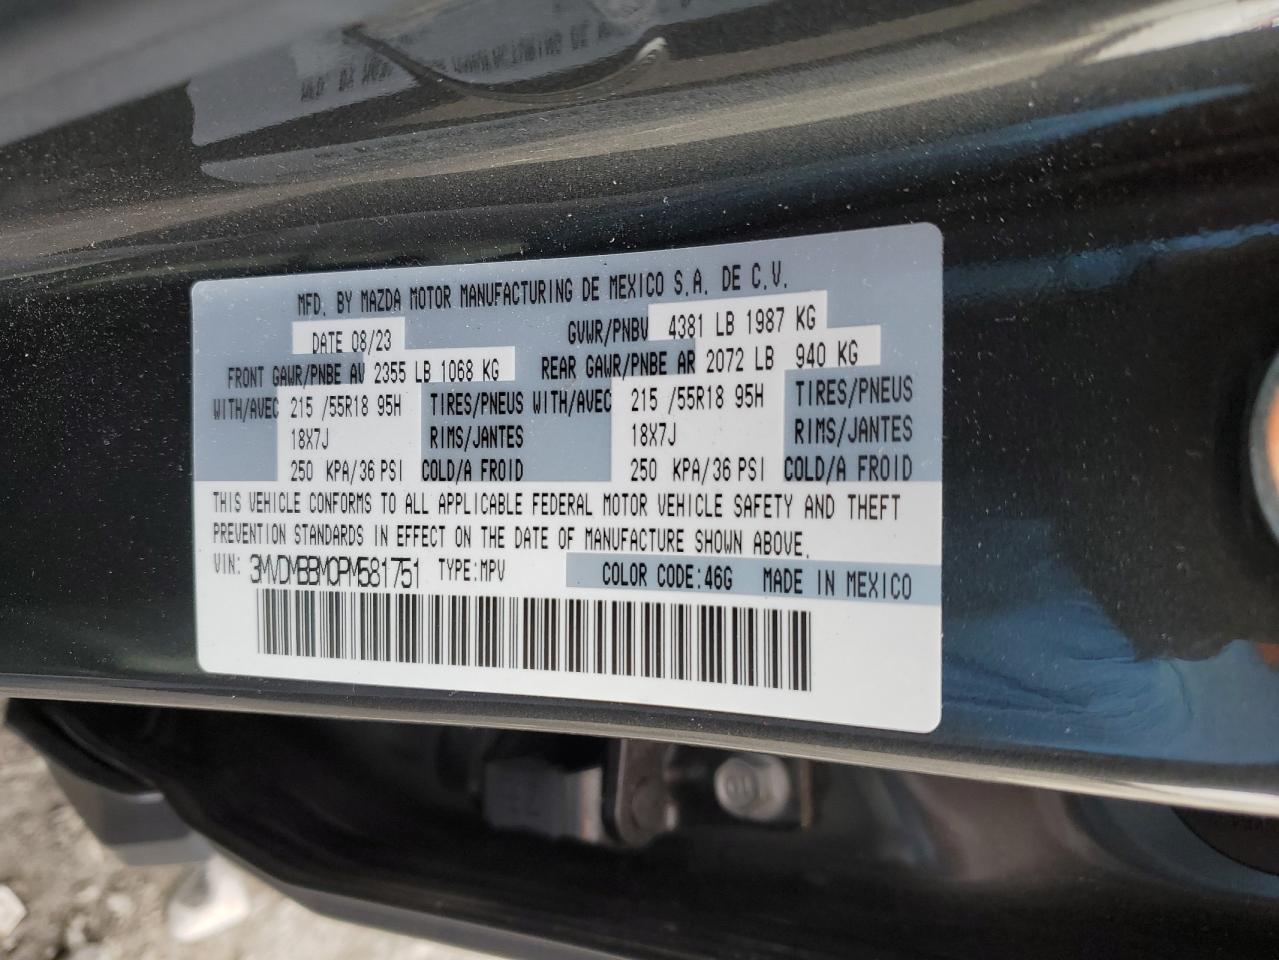 MFD. BY MAZDA MOTOR MANUFACTURING DE MEXICO S.A. DE C.V.
DATE 08/23 GVWR/PNBV 4381 LB 1987 KG
FRONT GAWR/PNBE AV 2355 LB 1068 KG REAR GAWR/PNBE AR 2072 LB 940 KG
WITH/AVEC 215 /55R18 95H TIRES/PNEUS WITH/AVEC 215 /55R18 95H TIRES/PNEUS
18X7J RIMS/JANTES 18X7J RIMS/JANTES
250 KPA/36 PSI COLD/A FROID 250 KPA/36 PSI COLD/A FROID
THIS VEHICLE CONFORMS TO ALL APPLICABLE FEDERAL MOTOR VEHICLE SAFETY AND THEFT
PREVENTION STANDARDS IN EFFECT ON THE DATE OF MANUFACTURE SHOWN ABOVE.
VIN: 3MVDMBBM0PM581751 TYPE:MPV COLOR CODE:46G MADE IN MEXICO